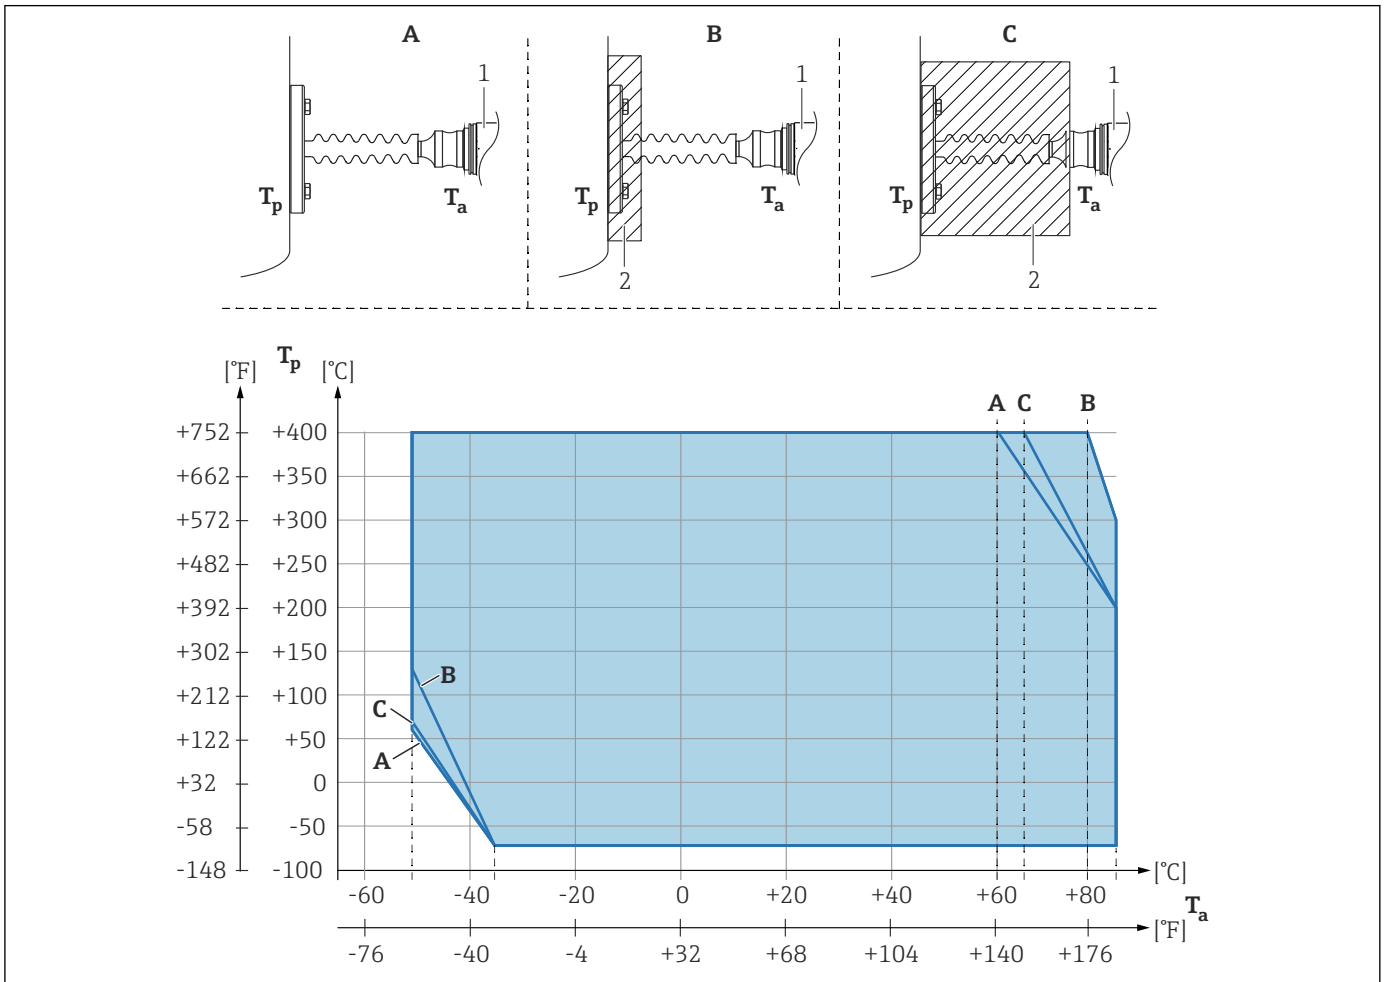 A B C
1 1 1
Tp Ta Tp Ta Tp Ta
2 2
Tp
[°F] [°C]
A C B
+752 +400
+662 +350
+572 +300
+482 +250
+392 +200
+302 +150
B
+212 +100
C
+122 +50
A
+32 0
-58 -50
-148 -100
[°C]
-60 -40 -20 0 +20 +40 +60 +80
Ta
[°F]
-76 -40 -4 +32 +68 +104 +140 +176